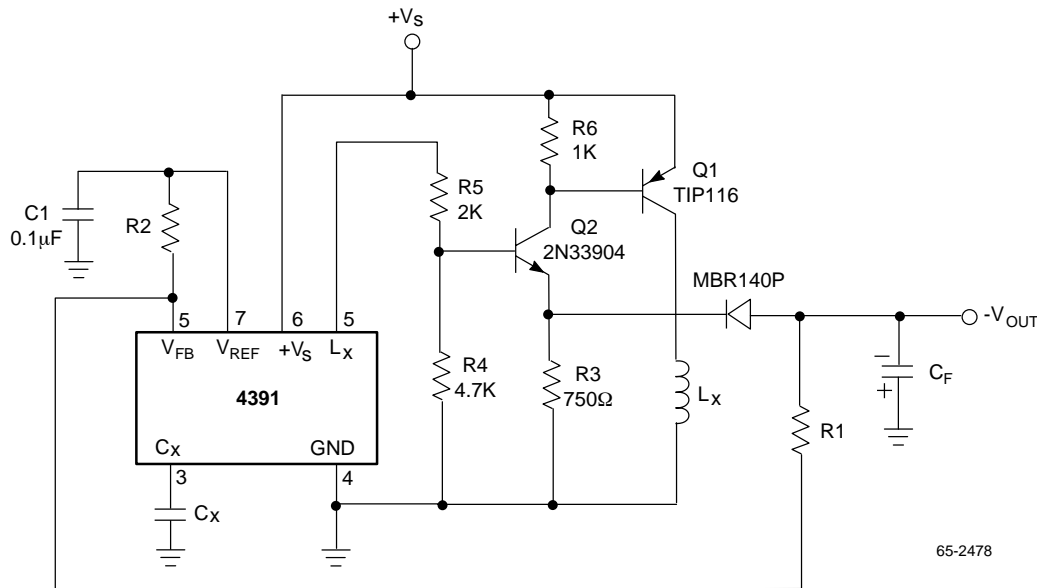 +VS
R6
1K
Q1
TIP116
R5
2K
C1
0.1µF
R2
Q2
2N33904
MBR140P
-VOUT
5
7
6
5
VFB
VREF
+VS
LX
4391
CX
GND
3
4
R4
4.7K
R3
750Ω
LX
−
+
CF
R1
CX
65-2478